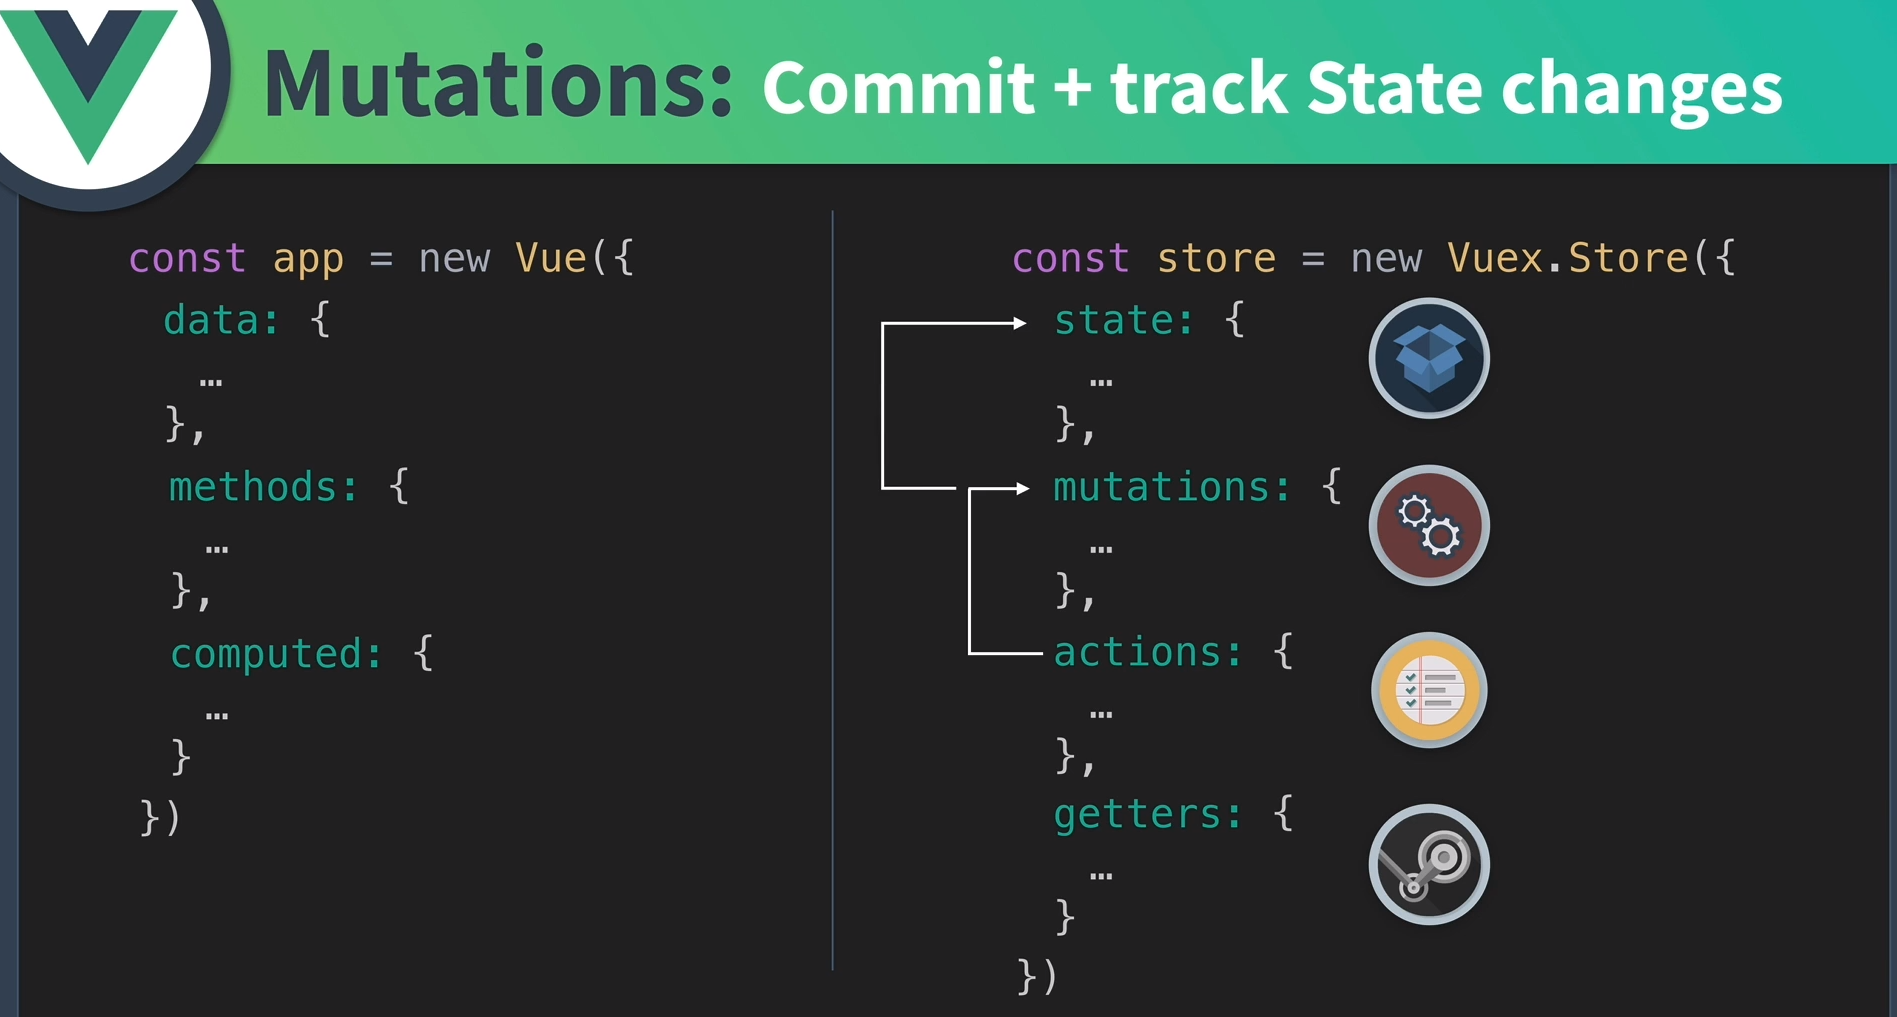 Mutations: Commit + track State changes
const app = new Vue({
data: {
…
},
methods: {
…
},
computed: {
…
}
})
const store = new Vuex.Store({
state: {
…
},
mutations: {
…
},
actions: {
…
},
getters: {
…
}
})